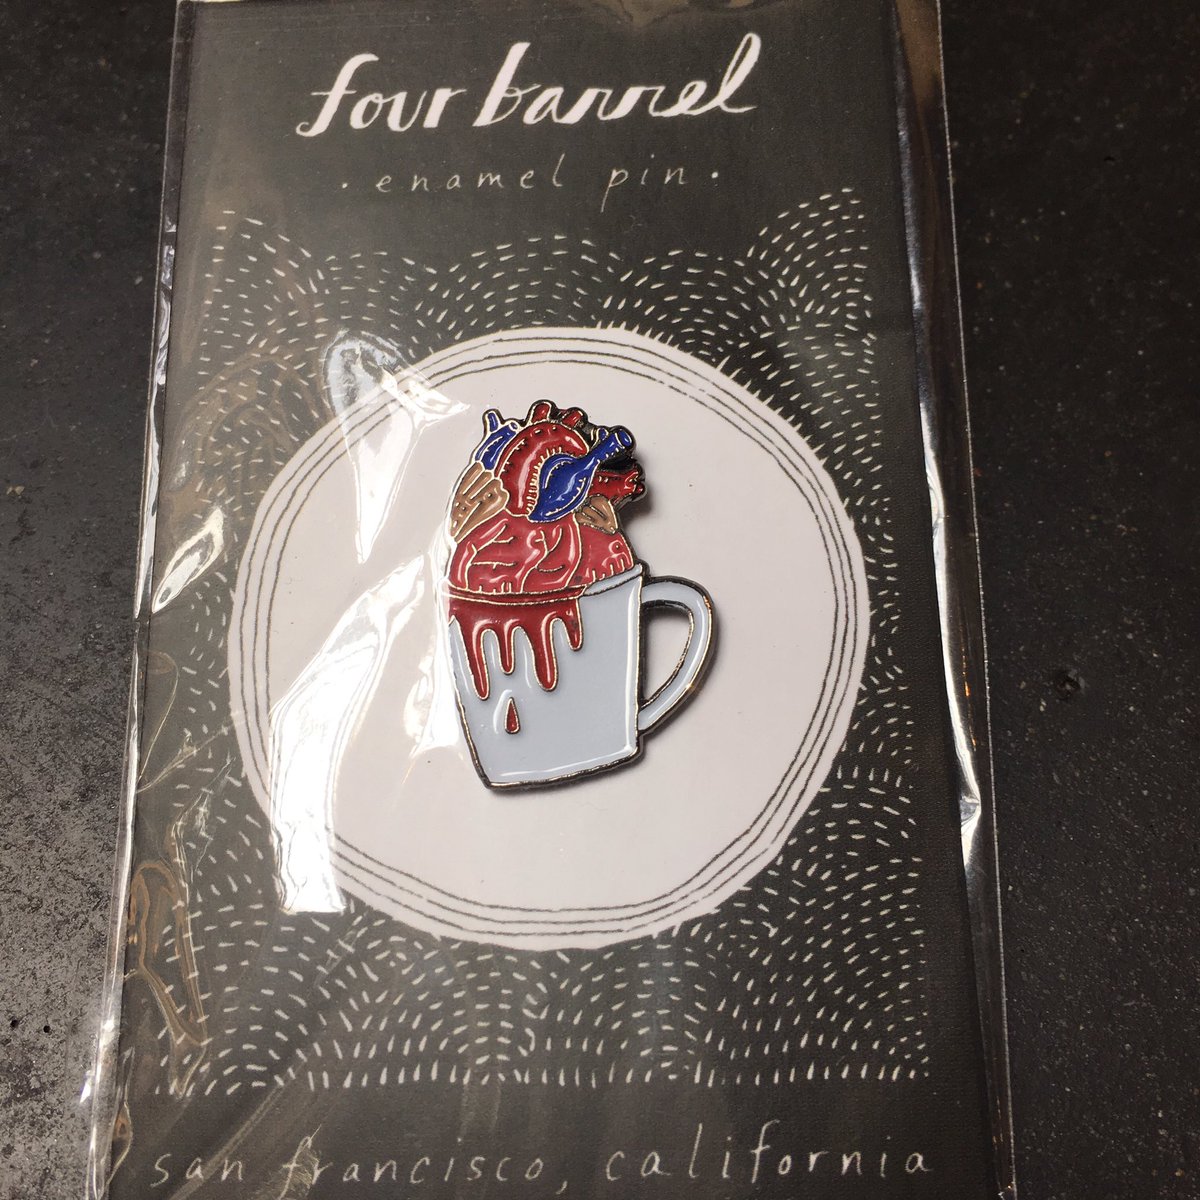 four barrel
· enamel pin ·
san francisco, california